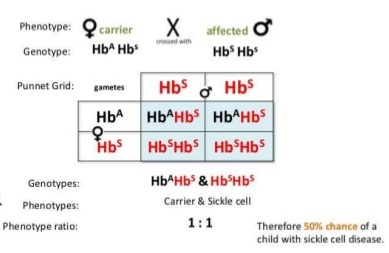 Phenotype: ♀ carrier X affected ♂
crossed with
Genotype: Hbᴬ Hbˢ Hbˢ Hbˢ
Punnet Grid: gametes Hbˢ ♂ Hbˢ
Hbᴬ HbᴬHbˢ HbᴬHbˢ
♀
Hbˢ HbˢHbˢ HbˢHbˢ
Genotypes: HbᴬHbˢ & HbˢHbˢ
Phenotypes: Carrier & Sickle cell
Phenotype ratio: 1 : 1 Therefore 50% chance of a
child with sickle cell disease.